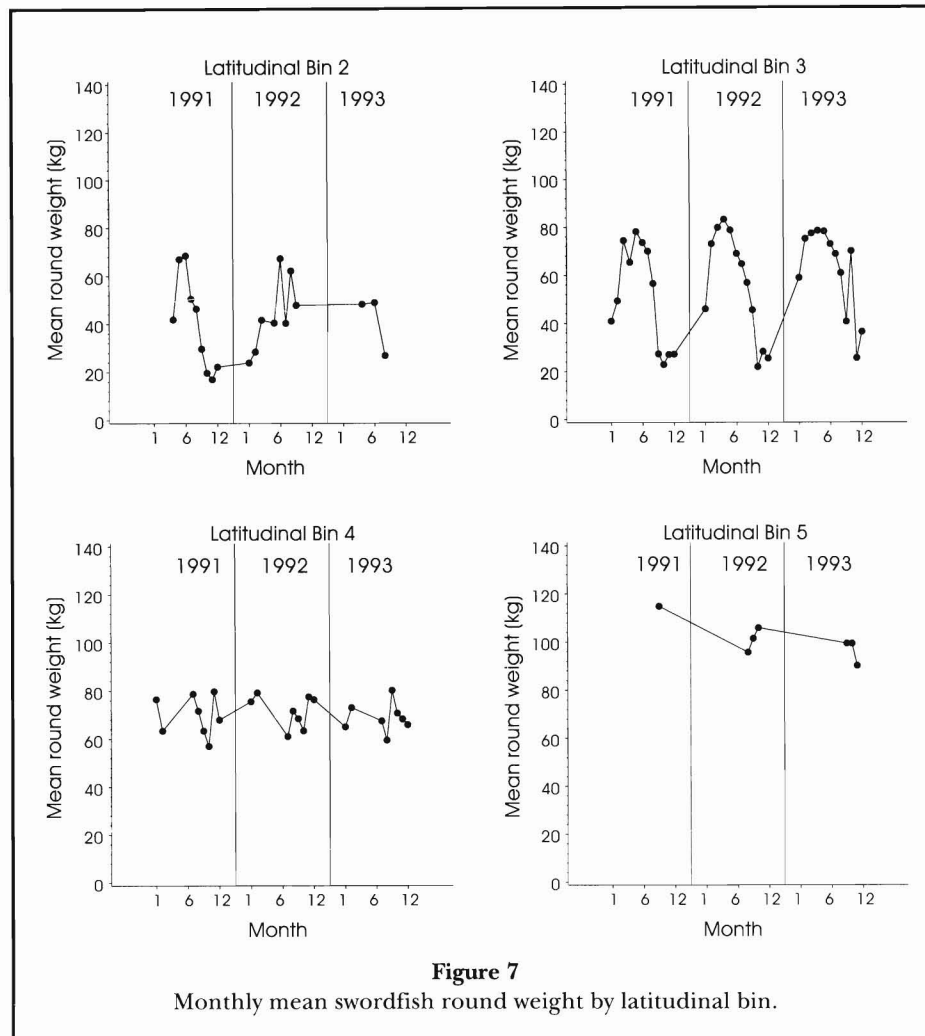 Latitudinal Bin 2
140
120
100
80
60
40
20
0
Mean round weight (kg)
1991 1992 1993
1 6 12 1 6 12 1 6 12
Month
Latitudinal Bin 3
140
120
100
80
60
40
20
0
Mean round weight (kg)
1991 1992 1993
1 6 12 1 6 12 1 6 12
Month
Latitudinal Bin 4
140
120
100
80
60
40
20
0
Mean round weight (kg)
1991 1992 1993
1 6 12 1 6 12 1 6 12
Month
Latitudinal Bin 5
140
120
100
80
60
40
20
0
Mean round weight (kg)
1991 1992 1993
1 6 12 1 6 12 1 6 12
Month
Figure 7
Monthly mean swordfish round weight by latitudinal bin.